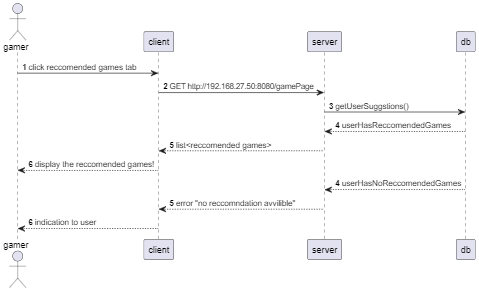 gamer
client
server
db
1 click reccomended games tab
2 GET http://192.168.27.50:8080/gamePage
3 getUserSuggstions()
4 userHasReccomendedGames
5 list<reccomended games>
6 display the reccomended games!
4 userHasNoReccomendedGames
5 error "no reccomndation avvilible"
6 indication to user
gamer
client
server
db